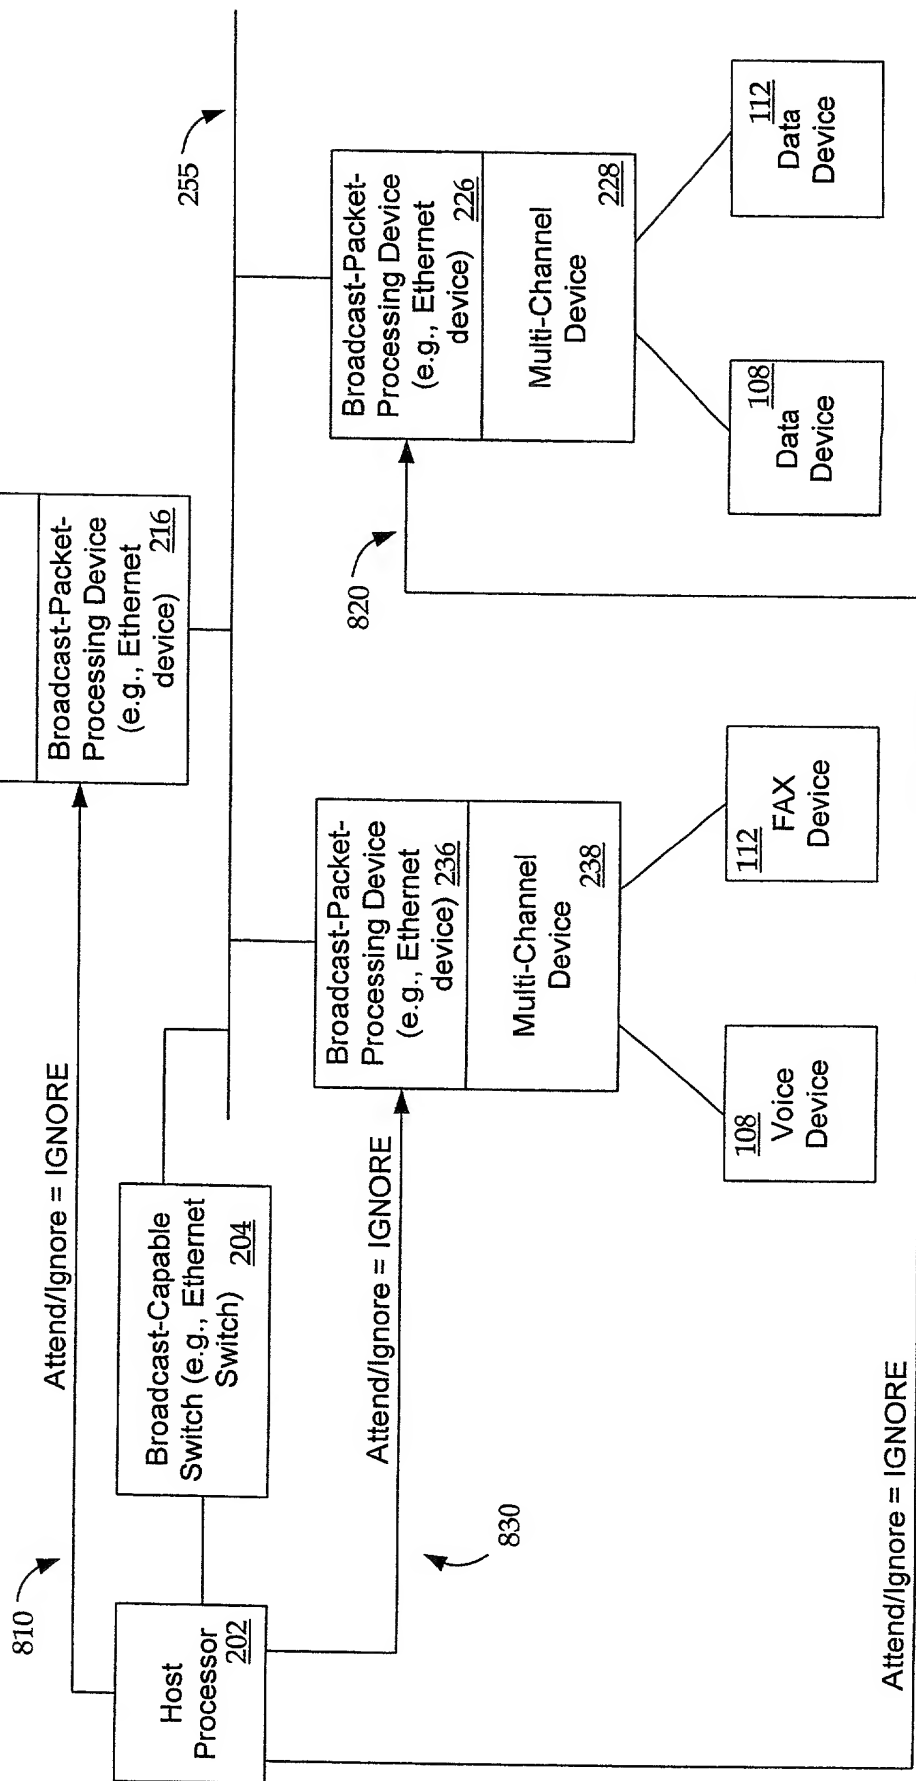 810
Attend/Ignore = IGNORE
Broadcast-Packet-
Processing Device
(e.g., Ethernet
device) 216
255
Host
Processor
202
Broadcast-Capable
Switch (e.g., Ethernet
Switch) 204
830
Attend/Ignore = IGNORE
Broadcast-Packet-
Processing Device
(e.g., Ethernet
device) 236
Multi-Channel
Device 238
108
Voice
Device
112
FAX
Device
820
Broadcast-Packet-
Processing Device
(e.g., Ethernet
device) 226
Multi-Channel
Device 228
108
Data
Device
112
Data
Device
Attend/Ignore = IGNORE